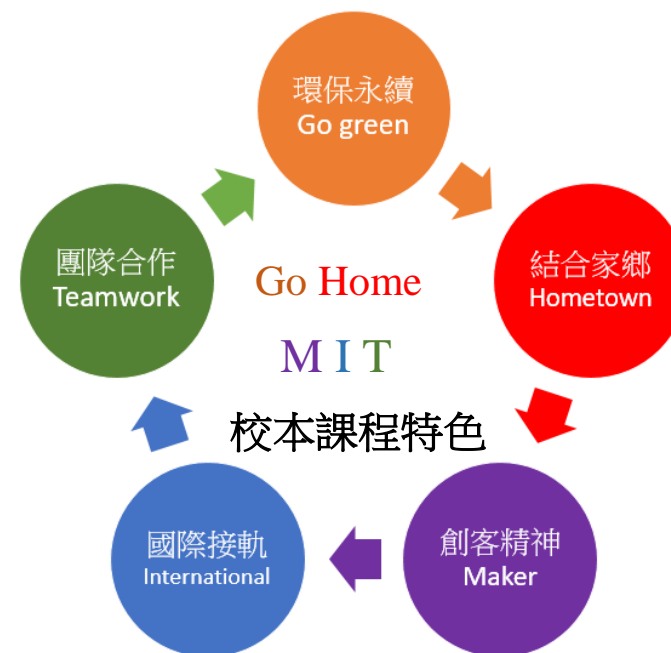 環保永續
Go green
結合家鄉
Hometown
創客精神
Maker
國際接軌
International
團隊合作
Teamwork
Go Home
M I T
校本課程特色